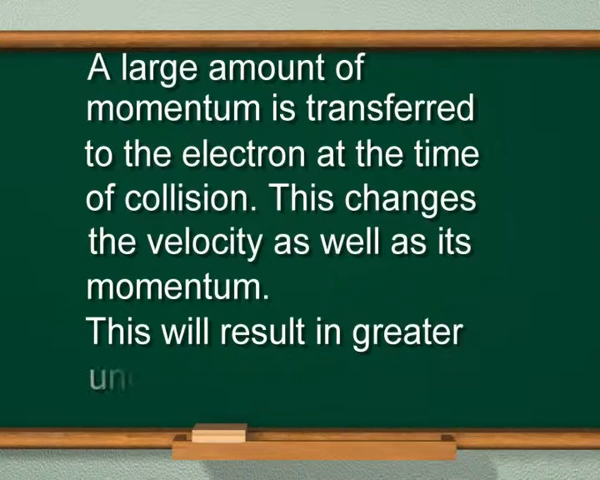 A large amount of
momentum is transferred
to the electron at the time
of collision. This changes
the velocity as well as its
momentum.
This will result in greater